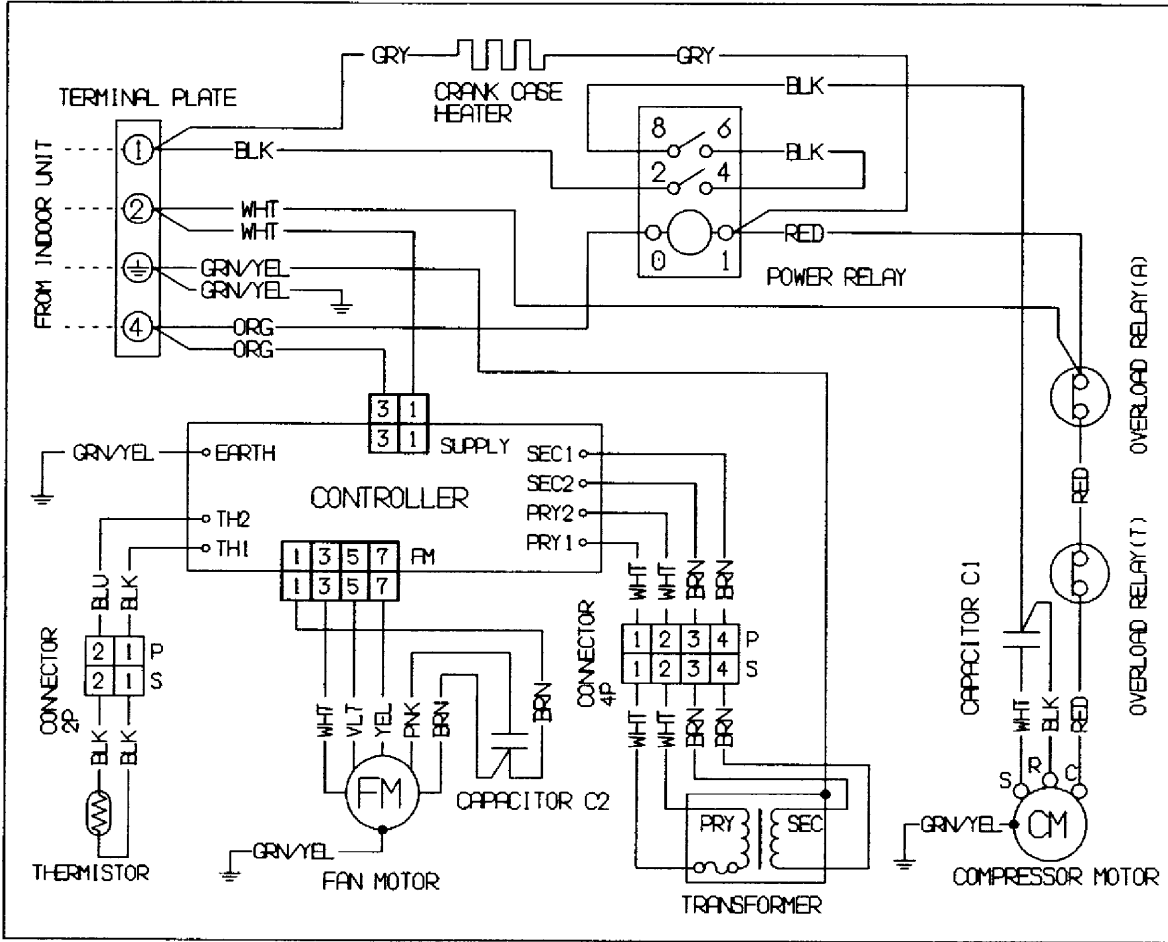 GRY
GRY
CRANK CASE
HEATER
BLK
TERMINAL PLATE
FROM INDOOR UNIT
1
BLK
8 6
BLK
2 4
2
WHT
WHT
RED
0 1
POWER RELAY
GRN/YEL
GRN/YEL
4
ORG
ORG
OVERLOAD RELAY(A)
3 1
3 1
SUPPLY
GRN/YEL
EARTH
SEC1
SEC2
CONTROLLER
PRY2
PRY1
TH2
TH1
RED
1 3 5 7 FM
1 3 5 7
BLU
BLK
WHT
WHT
BRN
BRN
CONNECTOR
2P
2 1 P
2 1 S
CONNECTOR
4P
1 2 3 4 P
1 2 3 4 S
CAPACITOR C1
OVERLOAD RELAY(T)
BLK
BLK
WHT
VLT
YEL
PNK
BRN
BRN
WHT
WHT
BRN
BRN
WHT
BLK
RED
S R C
FM
CAPACITOR C2
PRY SEC
GRN/YEL
CM
GRN/YEL
THERMISTOR
FAN MOTOR
COMPRESSOR MOTOR
TRANSFORMER